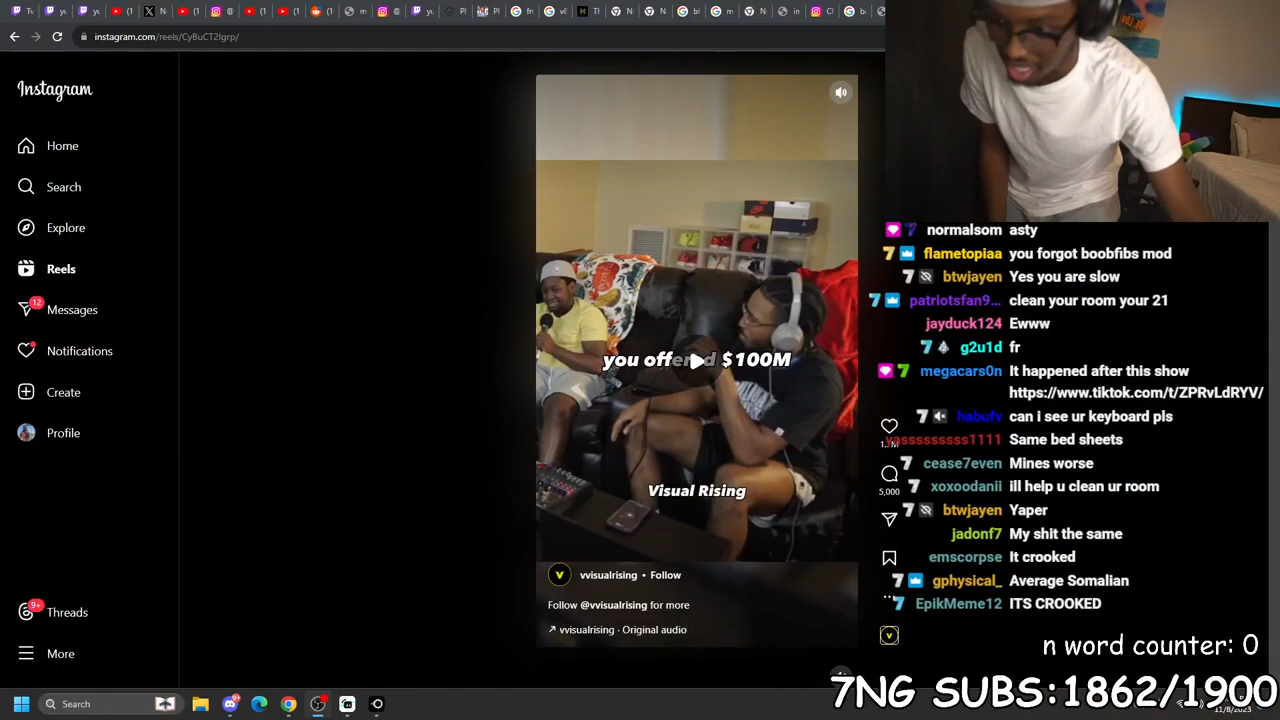 instagram.com/reels/CyBuCT2Igrp/
Instagram
Home
Search
Explore
Reels
12
Messages
Notifications
Create
Profile
9+
Threads
More
you offered $100M
Visual Rising
vvisualrising • Follow
Follow @vvisualrising for more
vvisualrising · Original audio
5,000
normalsom asty
flametopiaa you forgot boobfibs mod
btwjayen Yes you are slow
patriotsfan9... clean your room your 21
jayduck124 Ewww
g2u1d fr
megacars0n It happened after this show
https://www.tiktok.com/t/ZPRvLdRYV/
habufv can i see ur keyboard pls
yasssssssss1111 Same bed sheets
cease7even Mines worse
xoxoodanii ill help u clean ur room
btwjayen Yaper
jadonf7 My shit the same
emscorpse It crooked
gphysical_ Average Somalian
EpikMeme12 ITS CROOKED
n word counter: 0
7NG SUBS:1862/1900
Search
11/8/2023